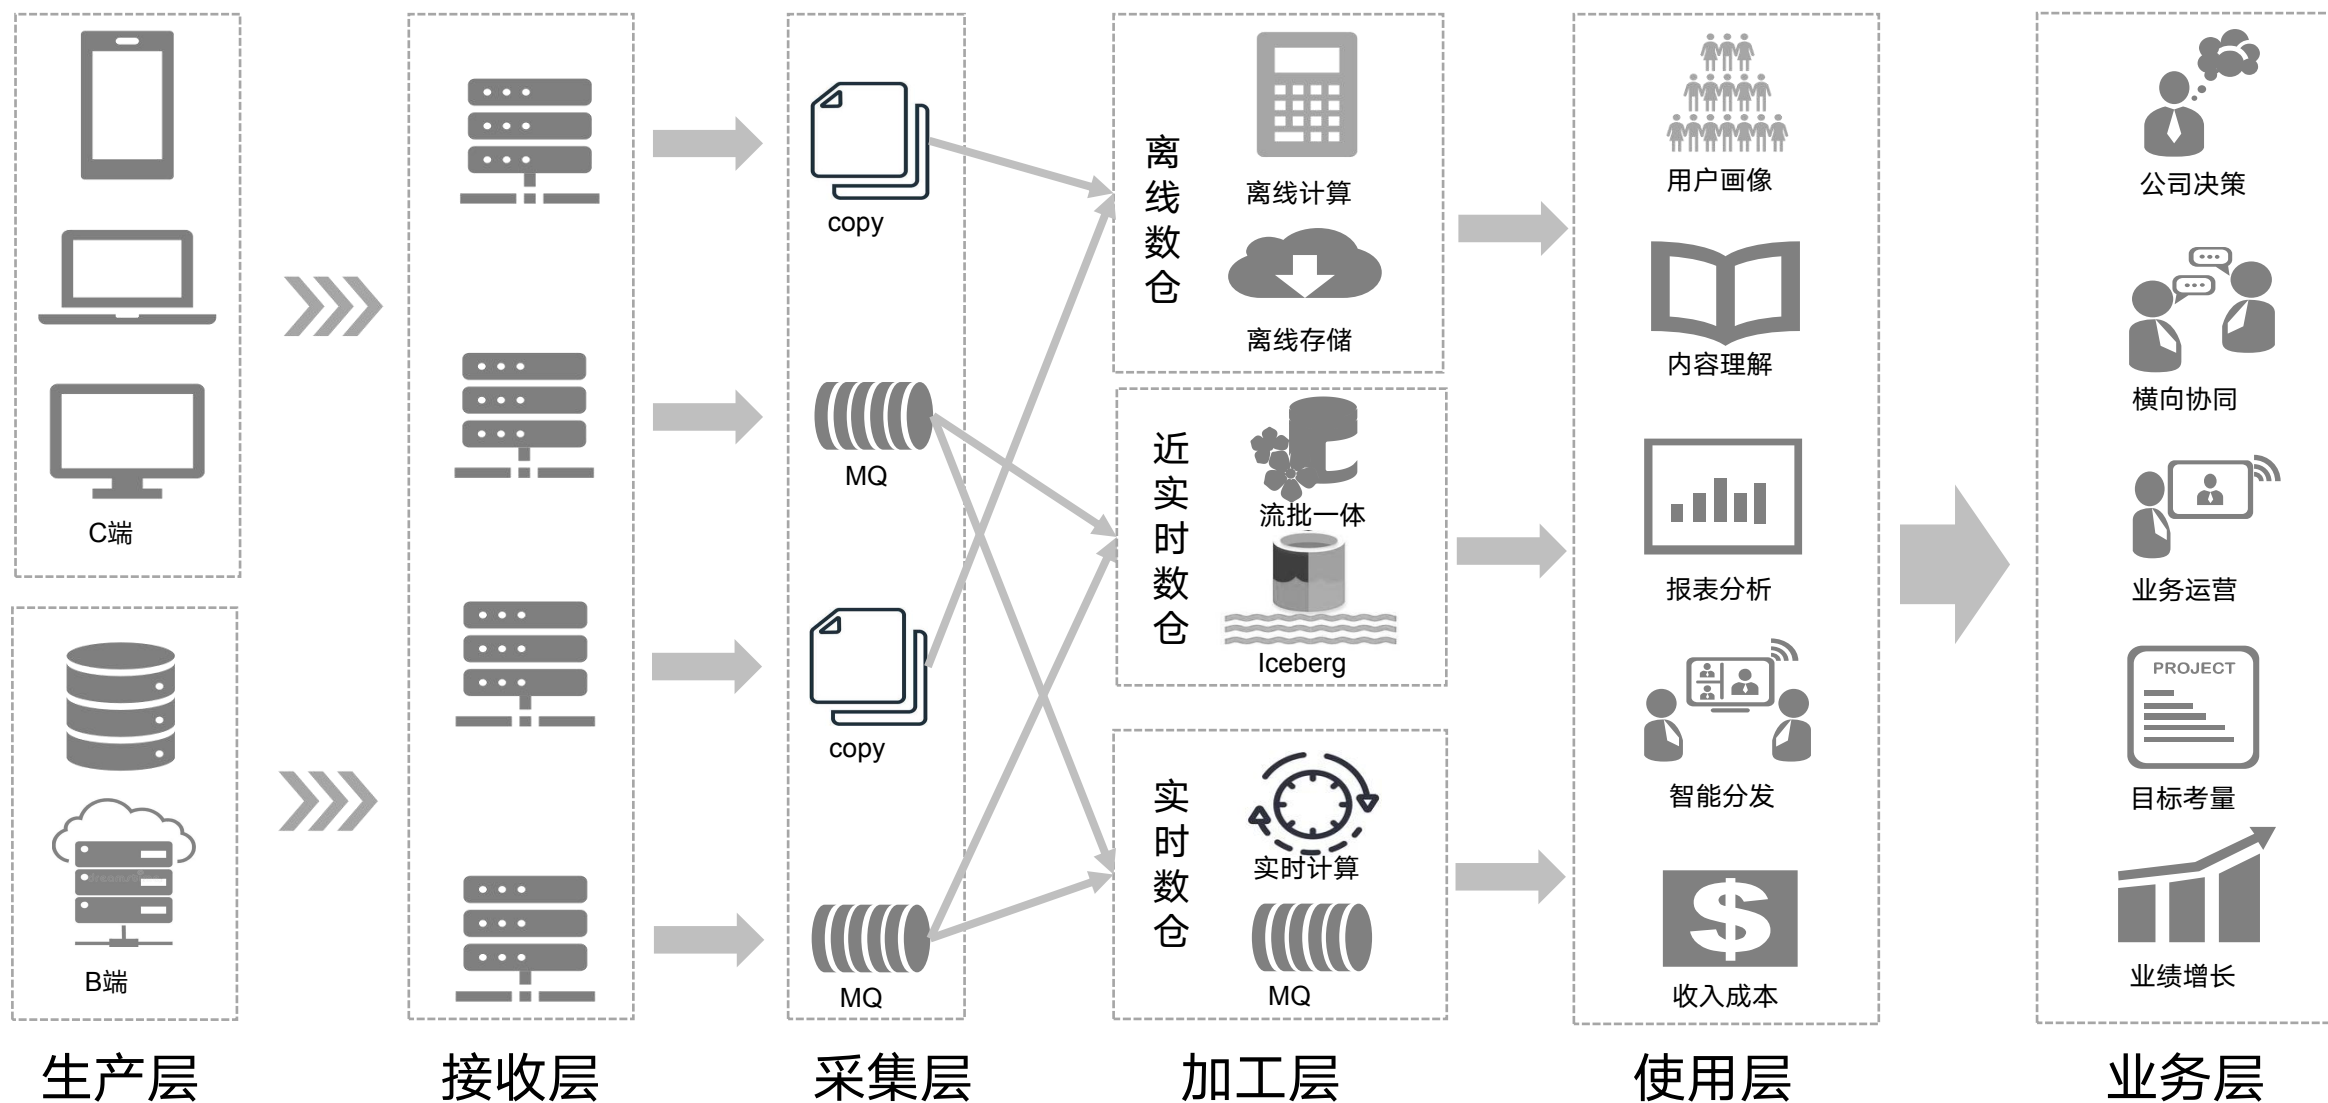 C端
B端
生产层
接收层
copy
MQ
copy
MQ
采集层
离线数仓
离线计算
离线存储
近实时数仓
流批一体
Iceberg
实时数仓
实时计算
MQ
加工层
用户画像
内容理解
报表分析
智能分发
$
收入成本
使用层
公司决策
横向协同
业务运营
PROJECT
目标考量
业绩增长
业务层